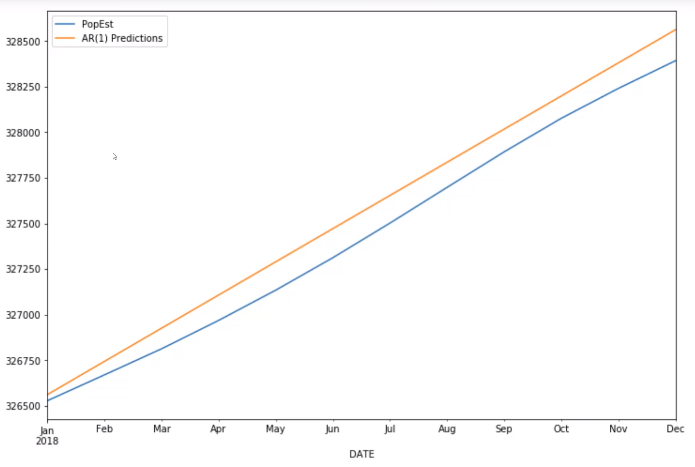 PopEst
AR(1) Predictions
328500
328250
328000
327750
327500
327250
327000
326750
326500
Jan Feb Mar Apr May Jun Jul Aug Sep Oct Nov Dec
2018
DATE